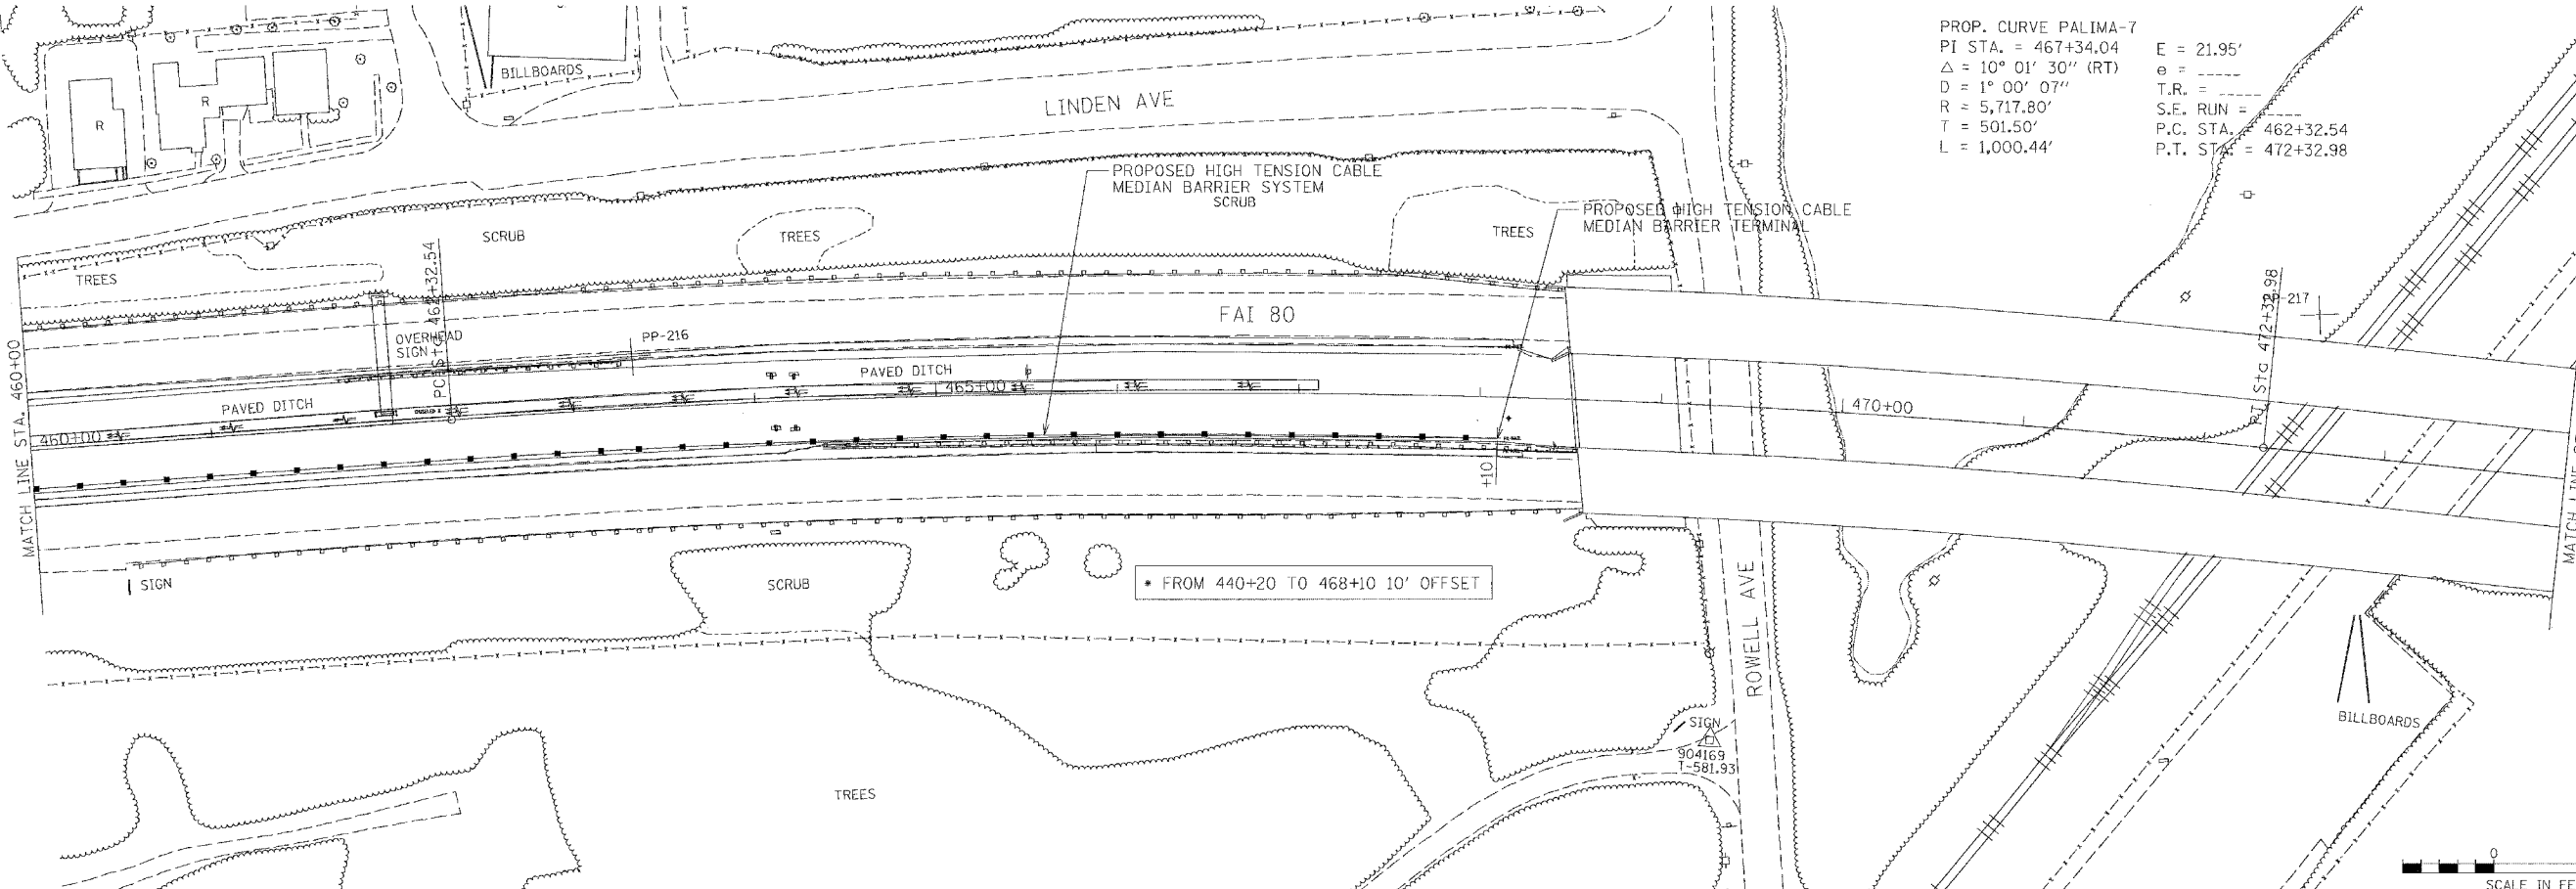 PROP. CURVE PALIMA-7
PI STA. = 467+34.04
△ = 10° 01' 30" (RT)
D = 1° 00' 07"
R = 5,717.80'
T = 501.50'
L = 1,000.44'
E = 21.95'
e = -----
T.R. = -----
S.E. RUN = -----
P.C. STA. = 462+32.54
P.T. STA. = 472+32.98
BILLBOARDS
R
R
LINDEN AVE
PROPOSED HIGH TENSION CABLE
MEDIAN BARRIER SYSTEM
SCRUB
PROPOSED HIGH TENSION CABLE
MEDIAN BARRIER TERMINAL
SCRUB
TREES
TREES
TREES
FAI 80
OVERHEAD
SIGN
PC Sta 462+32.54
PP-216
PP-217
PT Sta 472+32.98
PAVED DITCH
465+00
PAVED DITCH
460+00
470+00
MATCH LINE STA. 460+00
+10
SIGN
SCRUB
* FROM 440+20 TO 468+10 10' OFFSET
ROWELL AVE
MATCH LINE
SIGN
904169
T-581.93
BILLBOARDS
TREES
0
SCALE IN FE